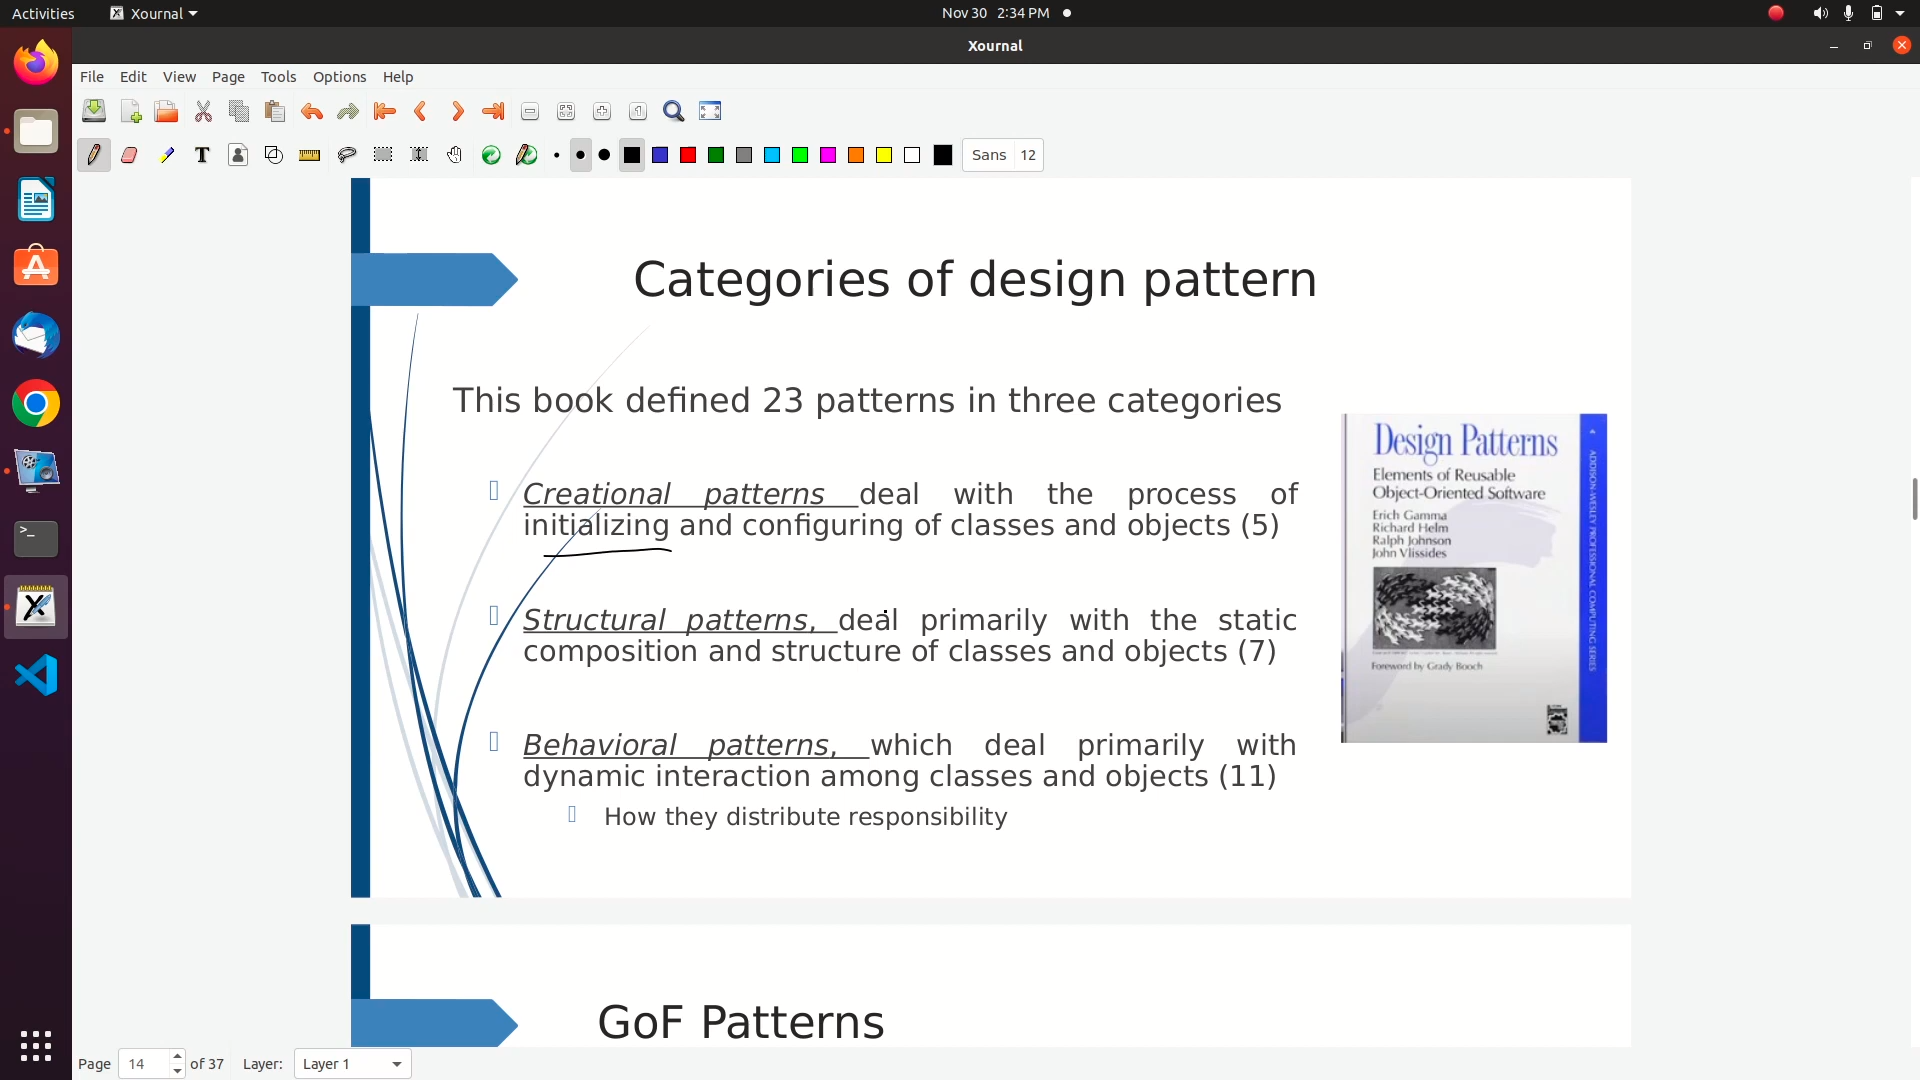 Activities Xournal Nov 30 2:34 PM
Xournal
File Edit View Page Tools Options Help
Sans 12
Categories of design pattern
This book defined 23 patterns in three categories
Creational patterns deal with the process of
initializing and configuring of classes and objects (5)
Structural patterns, deal primarily with the static
composition and structure of classes and objects (7)
Behavioral patterns, which deal primarily with
dynamic interaction among classes and objects (11)
How they distribute responsibility
Design Patterns
Elements of Reusable
Object-Oriented Software
Erich Gamma
Richard Helm
Ralph Johnson
John Vlissides
Foreword by Grady Booch
ADDISON-WESLEY PROFESSIONAL COMPUTING SERIES
GoF Patterns
Page 14 of 37 Layer: Layer 1